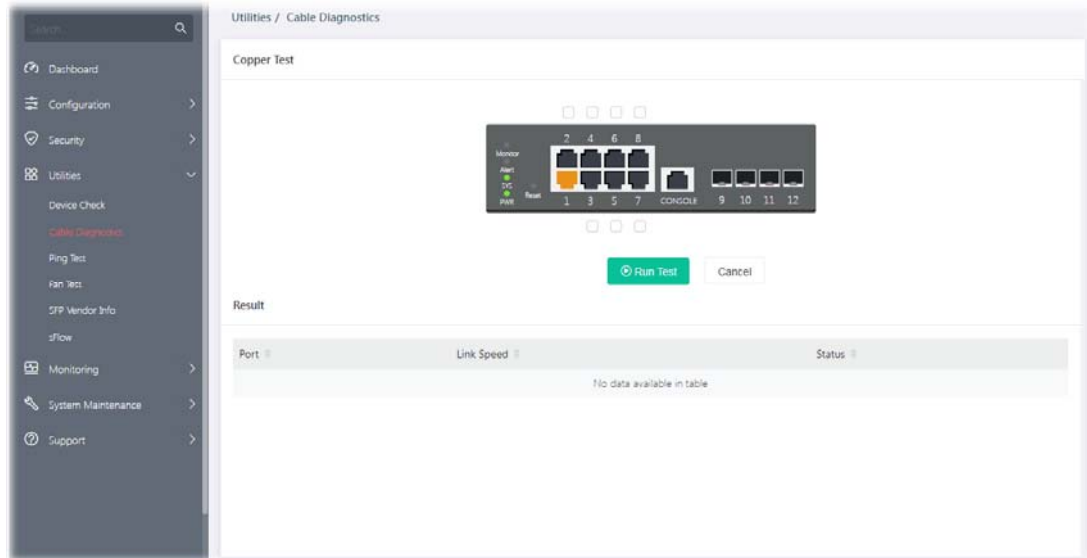 Search...
Utilities / Cable Diagnostics
Dashboard
Configuration
Security
Utilities
Device Check
Cable Diagnostics
Ping Test
Fan Test
SFP Vendor Info
sFlow
Monitoring
System Maintenance
Support
Copper Test
2 4 6 8
Monitor
Alert
SYS
PWR
Reset
1 3 5 7 CONSOLE 9 10 11 12
Run Test Cancel
Result
Port Link Speed Status
No data available in table